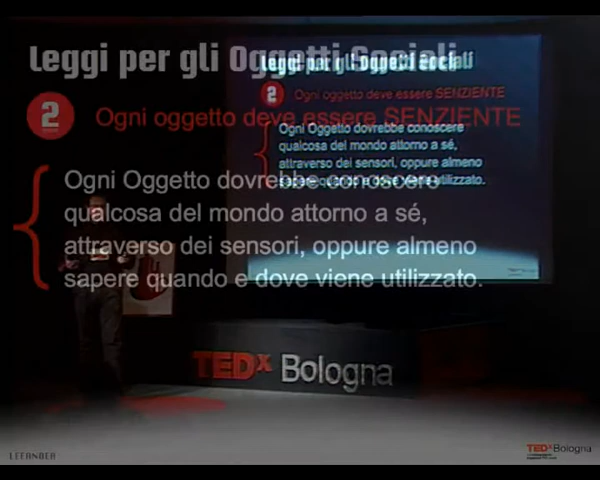 Leggi per gli Oggetti Sociali
2
Ogni oggetto deve essere SENZIENTE
Ogni Oggetto dovrebbe conoscere
qualcosa del mondo attorno a sé,
attraverso dei sensori, oppure almeno
sapere quando e dove viene utilizzato.
Leggi per gli Oggetti Sociali
2
Ogni oggetto deve essere SENZIENTE
Ogni Oggetto dovrebbe conoscere
qualcosa del mondo attorno a sé,
attraverso dei sensori, oppure almeno
sapere quando e dove viene utilizzato.
TEDx Bologna
LEEANDER
TEDxBologna